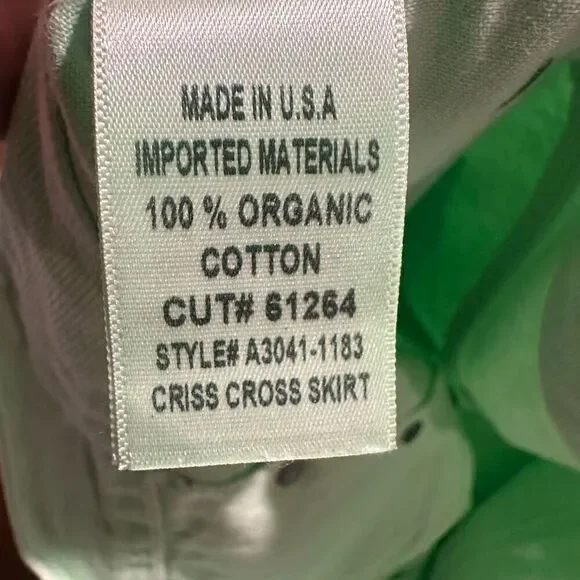 MADE IN U.S.A
IMPORTED MATERIALS
100 % ORGANIC
COTTON
CUT# 61264
STYLE# A3041-1183
CRISS CROSS SKIRT